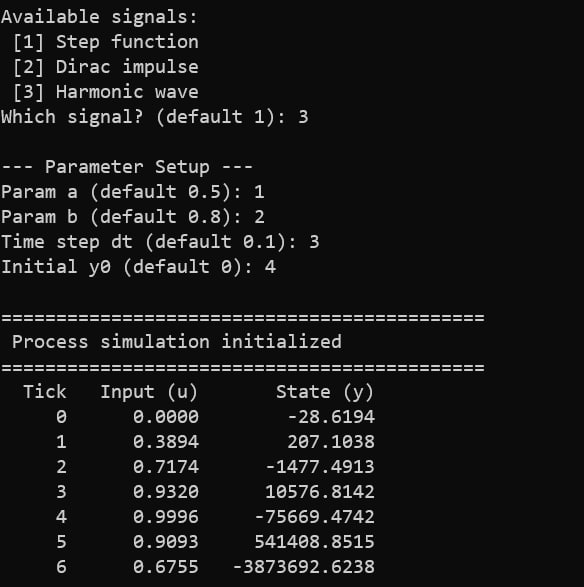 Available signals:
[1] Step function
[2] Dirac impulse
[3] Harmonic wave
Which signal? (default 1): 3
--- Parameter Setup ---
Param a (default 0.5): 1
Param b (default 0.8): 2
Time step dt (default 0.1): 3
Initial y0 (default 0): 4
============================================
Process simulation initialized
============================================
Tick Input (u) State (y)
0 0.0000 -28.6194
1 0.3894 207.1038
2 0.7174 -1477.4913
3 0.9320 10576.8142
4 0.9996 -75669.4742
5 0.9093 541408.8515
6 0.6755 -3873692.6238